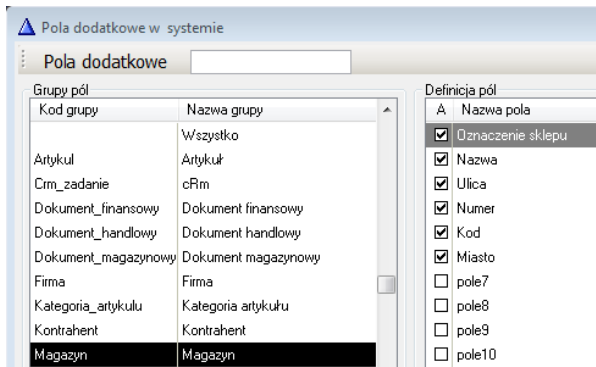 Pola dodatkowe w systemie
Pola dodatkowe
Grupy pól
Definicja pól
Kod grupy Nazwa grupy
A Nazwa pola
Wszystko
Artykul Artykuł
Crm_zadanie cRm
Dokument_finansowy Dokument finansowy
Dokument_handlowy Dokument handlowy
Dokument_magazynowy Dokument magazynowy
Firma Firma
Kategoria_artykulu Kategoria artykułu
Kontrahent Kontrahent
Magazyn Magazyn
Oznaczenie sklepu
Nazwa
Ulica
Numer
Kod
Miasto
pole7
pole8
pole9
pole10